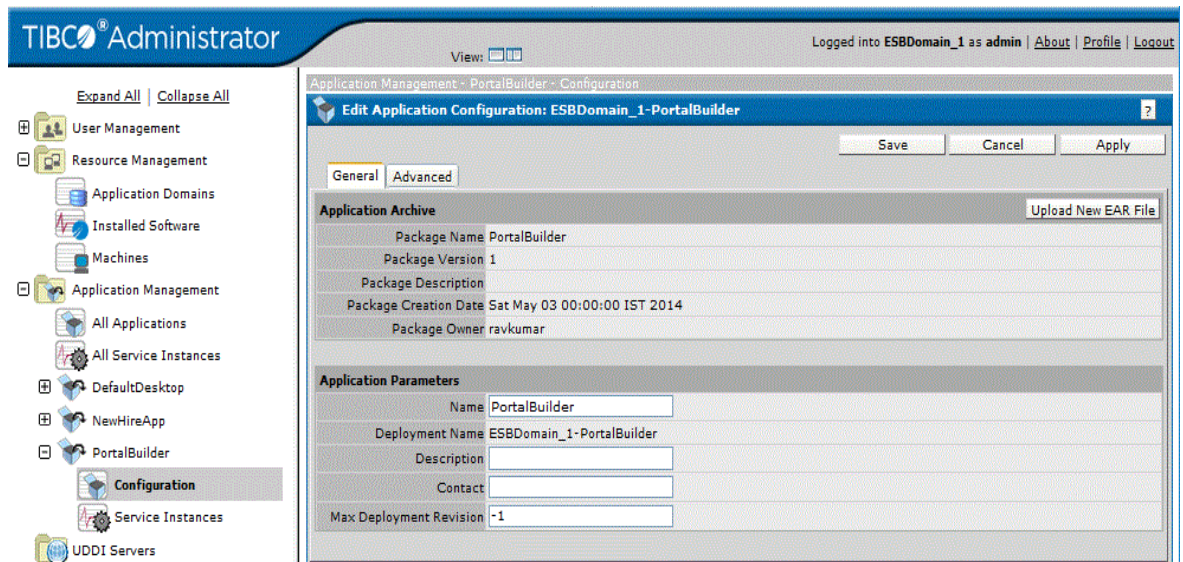 TIBCO® Administrator
View:
Logged into ESBDomain_1 as admin | About | Profile | Logout
Expand All | Collapse All
User Management
Resource Management
Application Domains
Installed Software
Machines
Application Management
All Applications
All Service Instances
DefaultDesktop
NewHireApp
PortalBuilder
Configuration
Service Instances
UDDI Servers
Application Management - PortalBuilder - Configuration
Edit Application Configuration: ESBDomain_1-PortalBuilder
?
Save Cancel Apply
General Advanced
Application Archive
Upload New EAR File
Package Name PortalBuilder
Package Version 1
Package Description
Package Creation Date Sat May 03 00:00:00 IST 2014
Package Owner ravkumar
Application Parameters
Name PortalBuilder
Deployment Name ESBDomain_1-PortalBuilder
Description
Contact
Max Deployment Revision -1